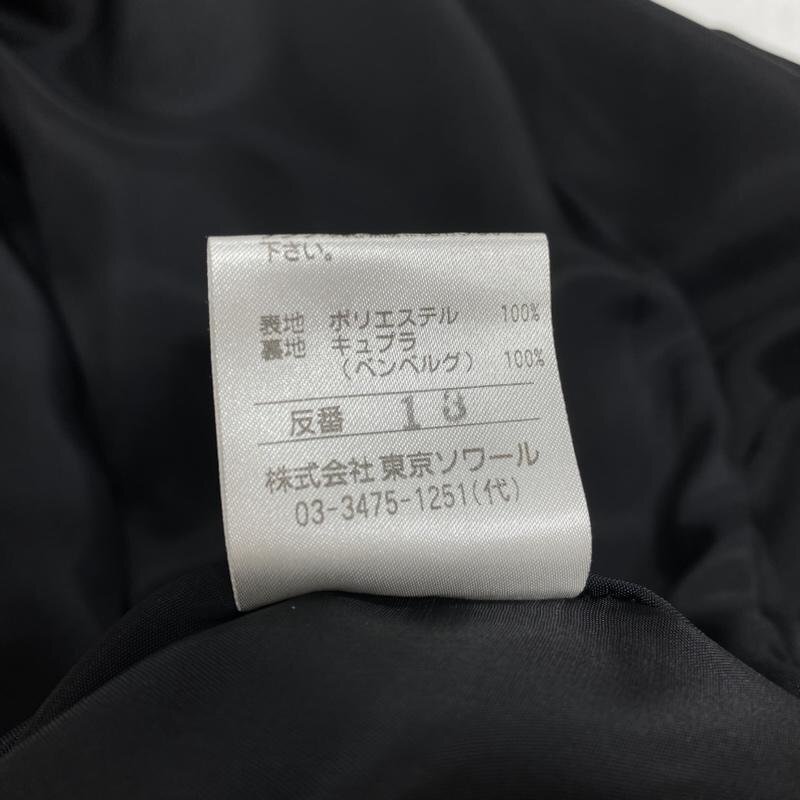 下さい。
表地 ポリエステル 100%
裏地 キュプラ
(ベンベルグ) 100%
反番 13
株式会社 東京ソワール
03-3475-1251(代)